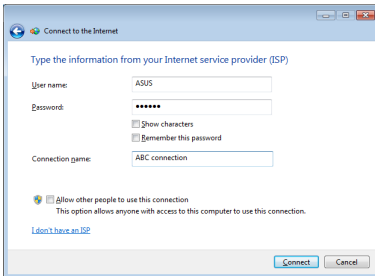 Connect to the Internet
Type the information from your Internet service provider (ISP)
User name: ASUS
Password: ••••••
Show characters
Remember this password
Connection name: ABC connection
Allow other people to use this connection
This option allows anyone with access to this computer to use this connection.
I don't have an ISP
Connect Cancel